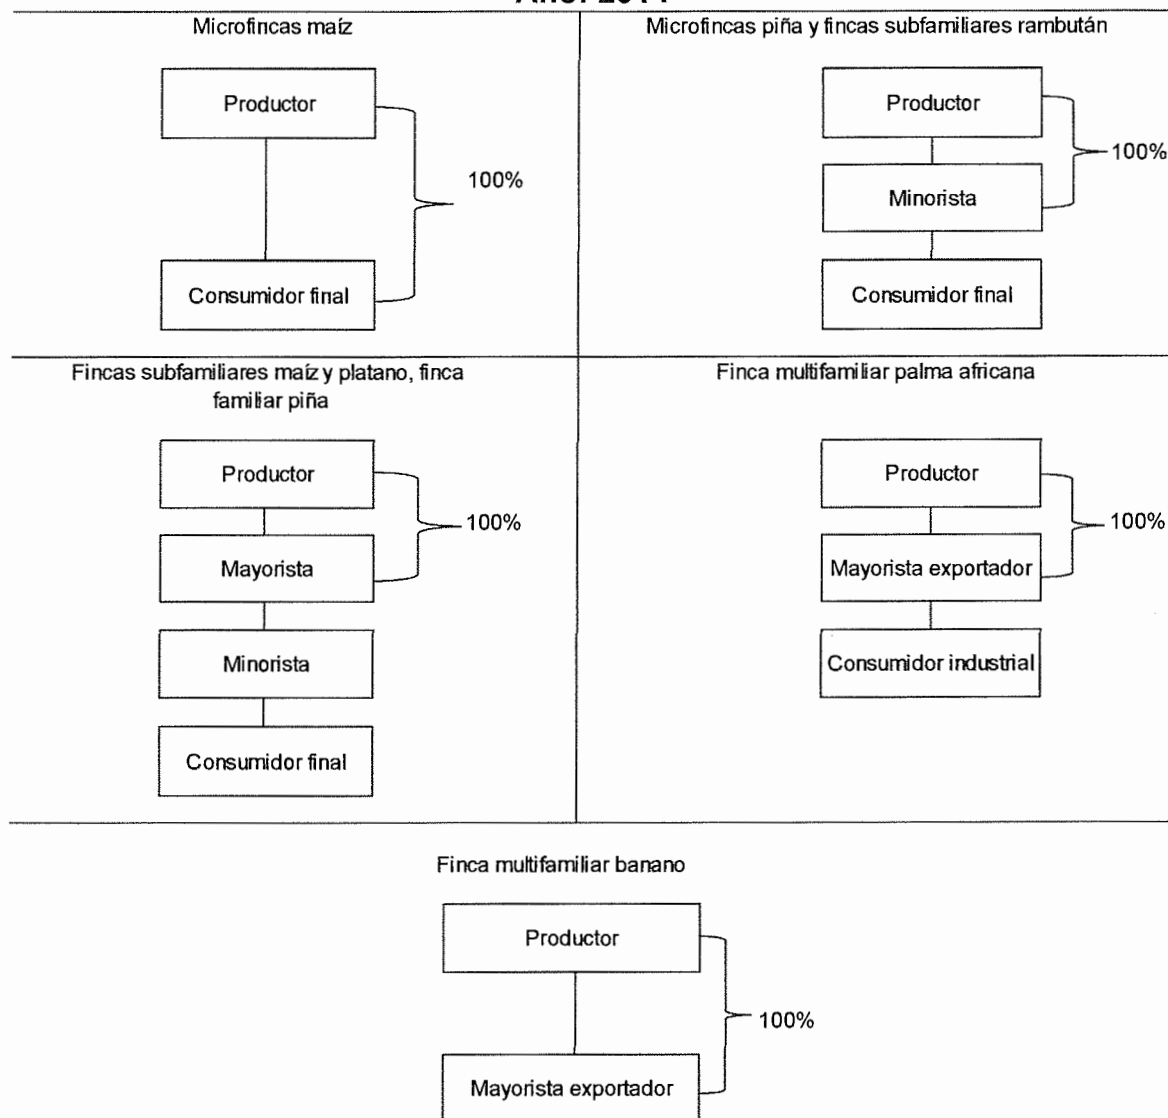 Microfincas maíz
Productor
100%
Consumidor final
Microfincas piña y fincas subfamiliares rambután
Productor
100%
Minorista
Consumidor final
Fincas subfamiliares maíz y platano, finca
familiar piña
Productor
100%
Mayorista
Minorista
Consumidor final
Finca multifamiliar palma africana
Productor
100%
Mayorista exportador
Consumidor industrial
Finca multifamiliar banano
Productor
100%
Mayorista exportador